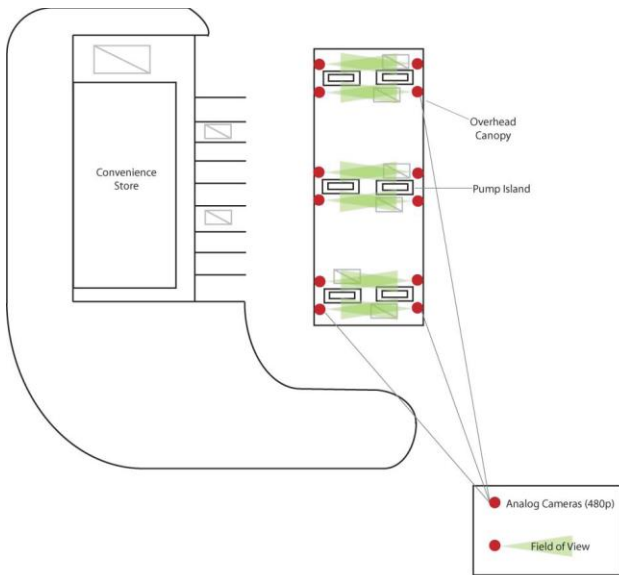 Overhead
Canopy
Convenience
Store
Pump Island
Analog Cameras (480p)
Field of View